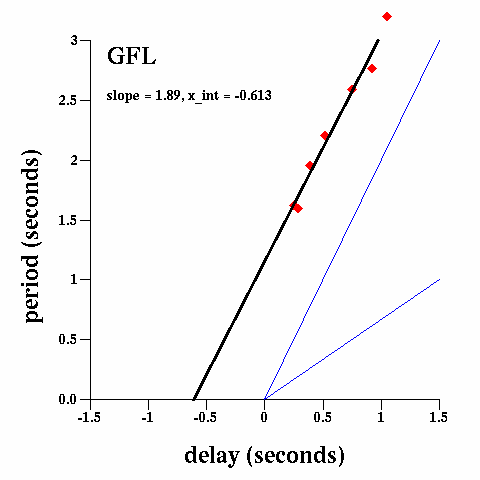 GFL
slope = 1.89, x_int = -0.613
period (seconds)
3
2.5
2
1.5
1
0.5
0.0
-1.5 -1 -0.5 0 0.5 1 1.5
delay (seconds)